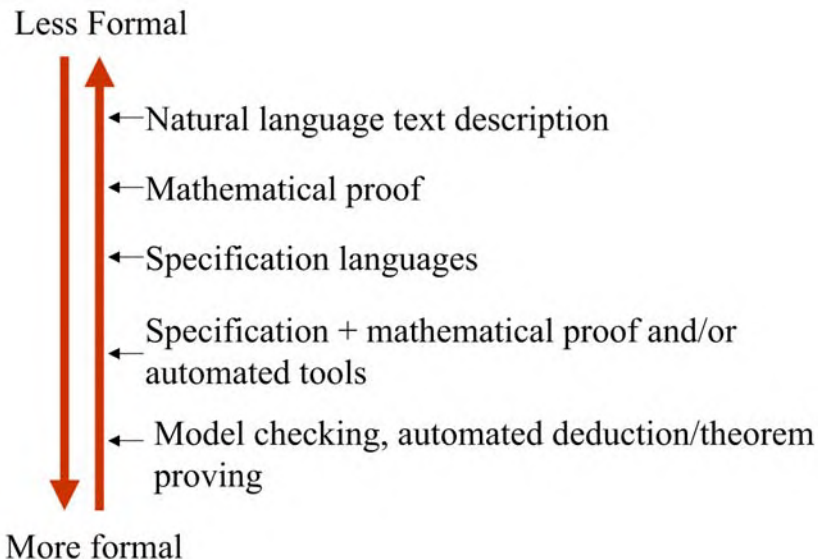 Less Formal
Natural language text description
Mathematical proof
Specification languages
Specification + mathematical proof and/or
automated tools
Model checking, automated deduction/theorem
proving
More formal